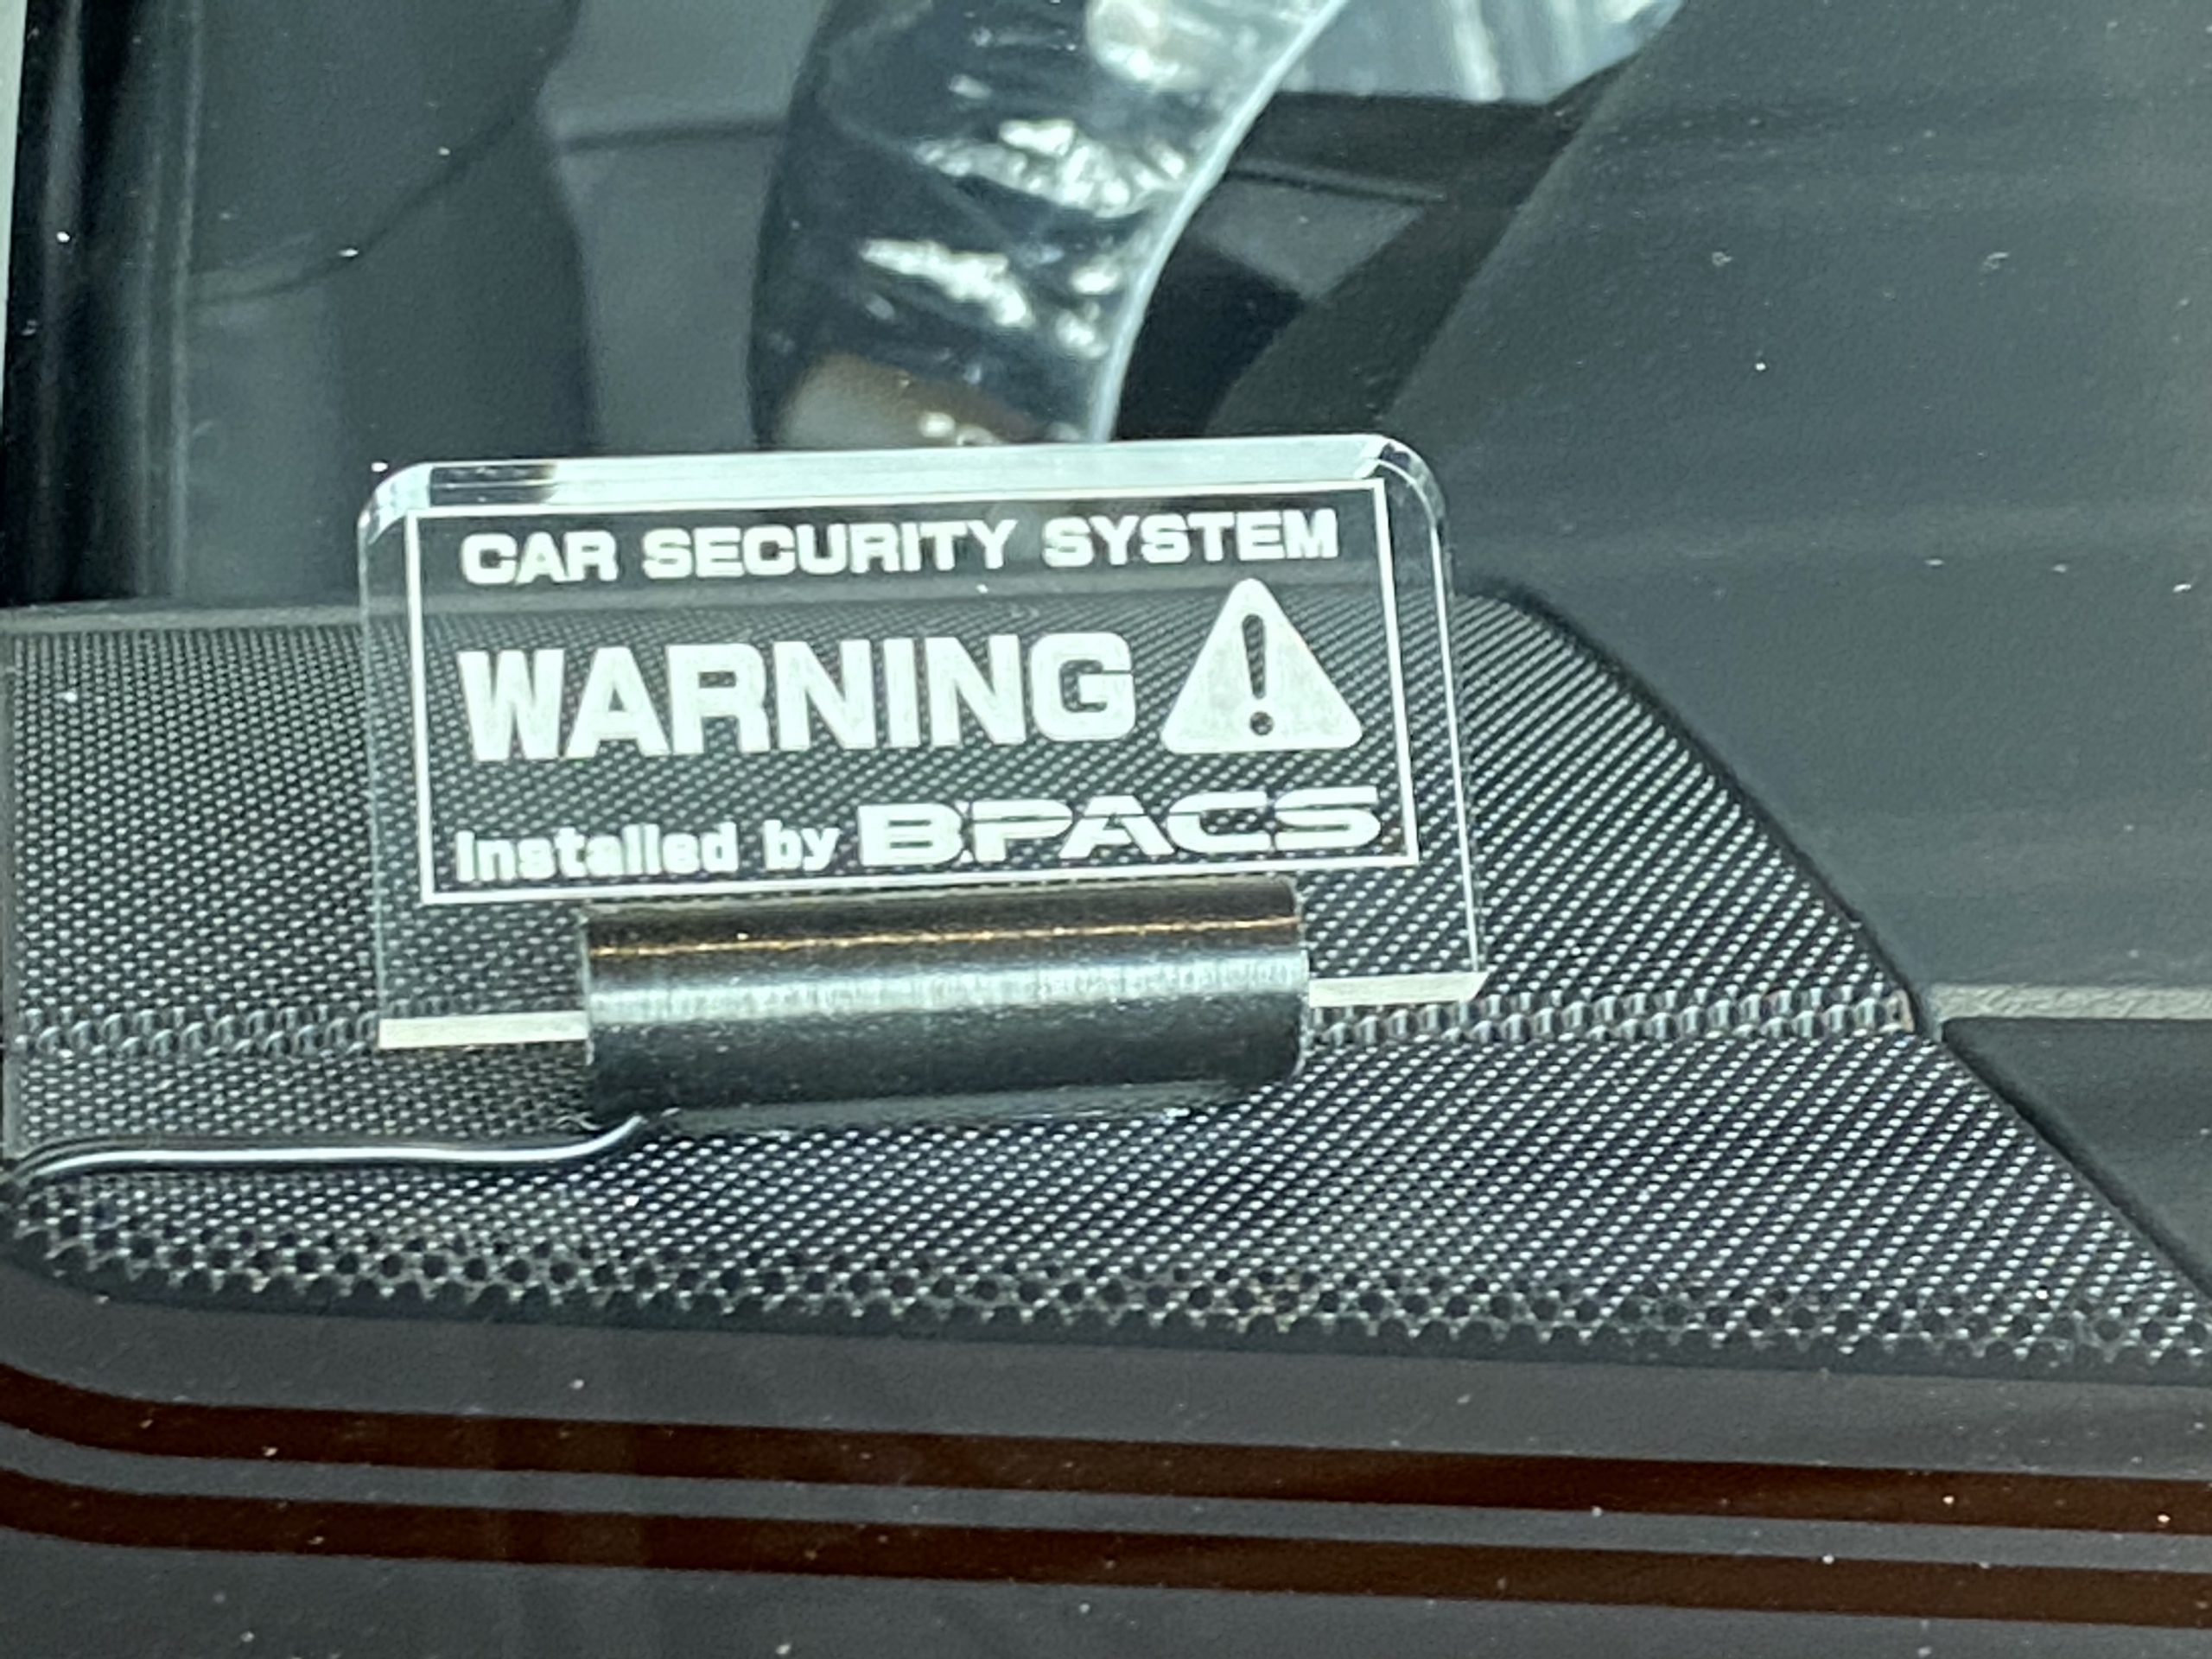 CAR SECURITY SYSTEM
WARNING
Installed by B.PACS